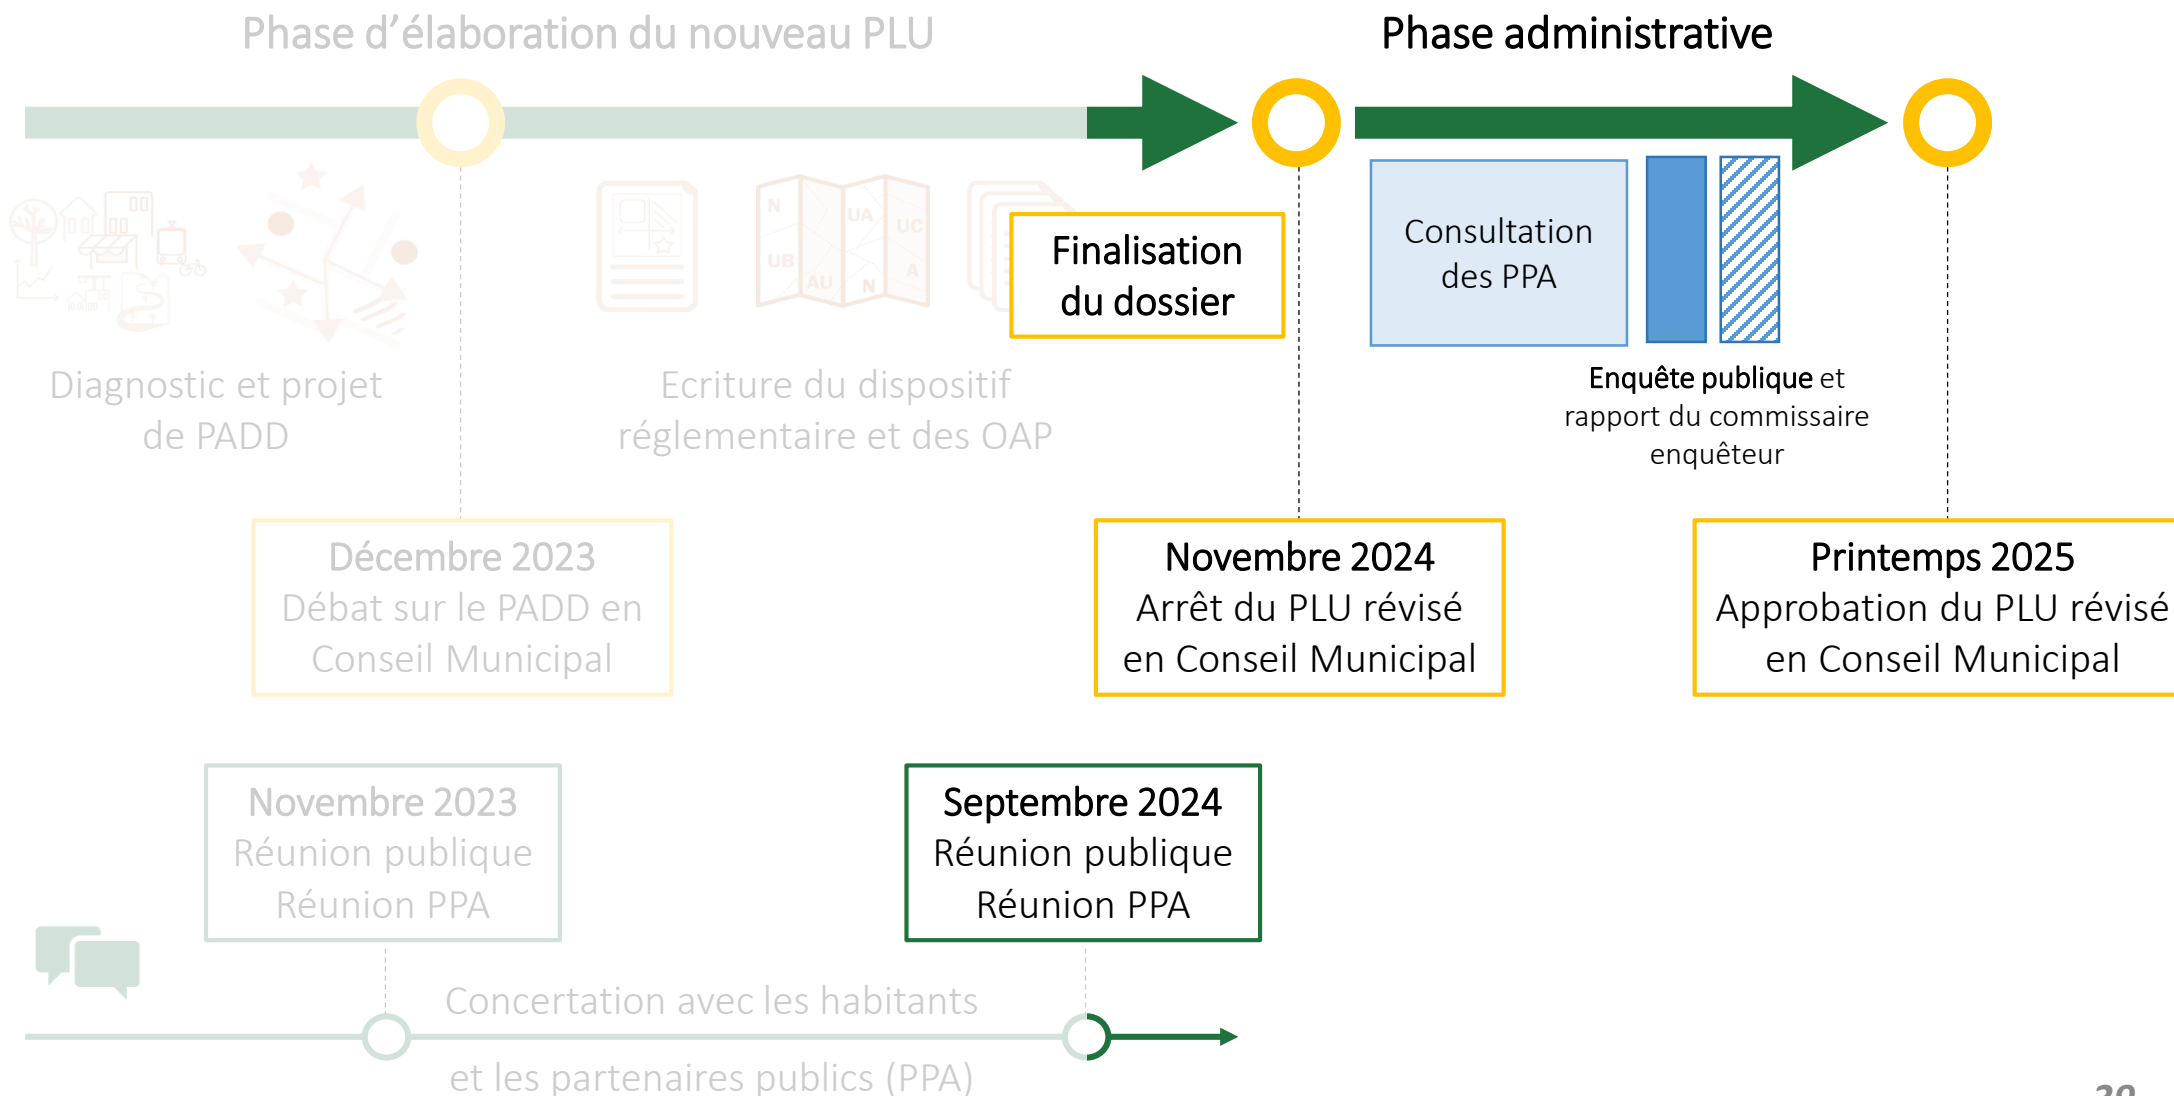 Phase d’élaboration du nouveau PLU
Phase administrative
N
UA
UC
UB
AU
N
A
Finalisation
du dossier
Consultation
des PPA
Diagnostic et projet
de PADD
Ecriture du dispositif
réglementaire et des OAP
Enquête publique et
rapport du commissaire
enquêteur
Décembre 2023
Débat sur le PADD en
Conseil Municipal
Novembre 2024
Arrêt du PLU révisé
en Conseil Municipal
Printemps 2025
Approbation du PLU révisé
en Conseil Municipal
Novembre 2023
Réunion publique
Réunion PPA
Septembre 2024
Réunion publique
Réunion PPA
Concertation avec les habitants
et les partenaires publics (PPA)